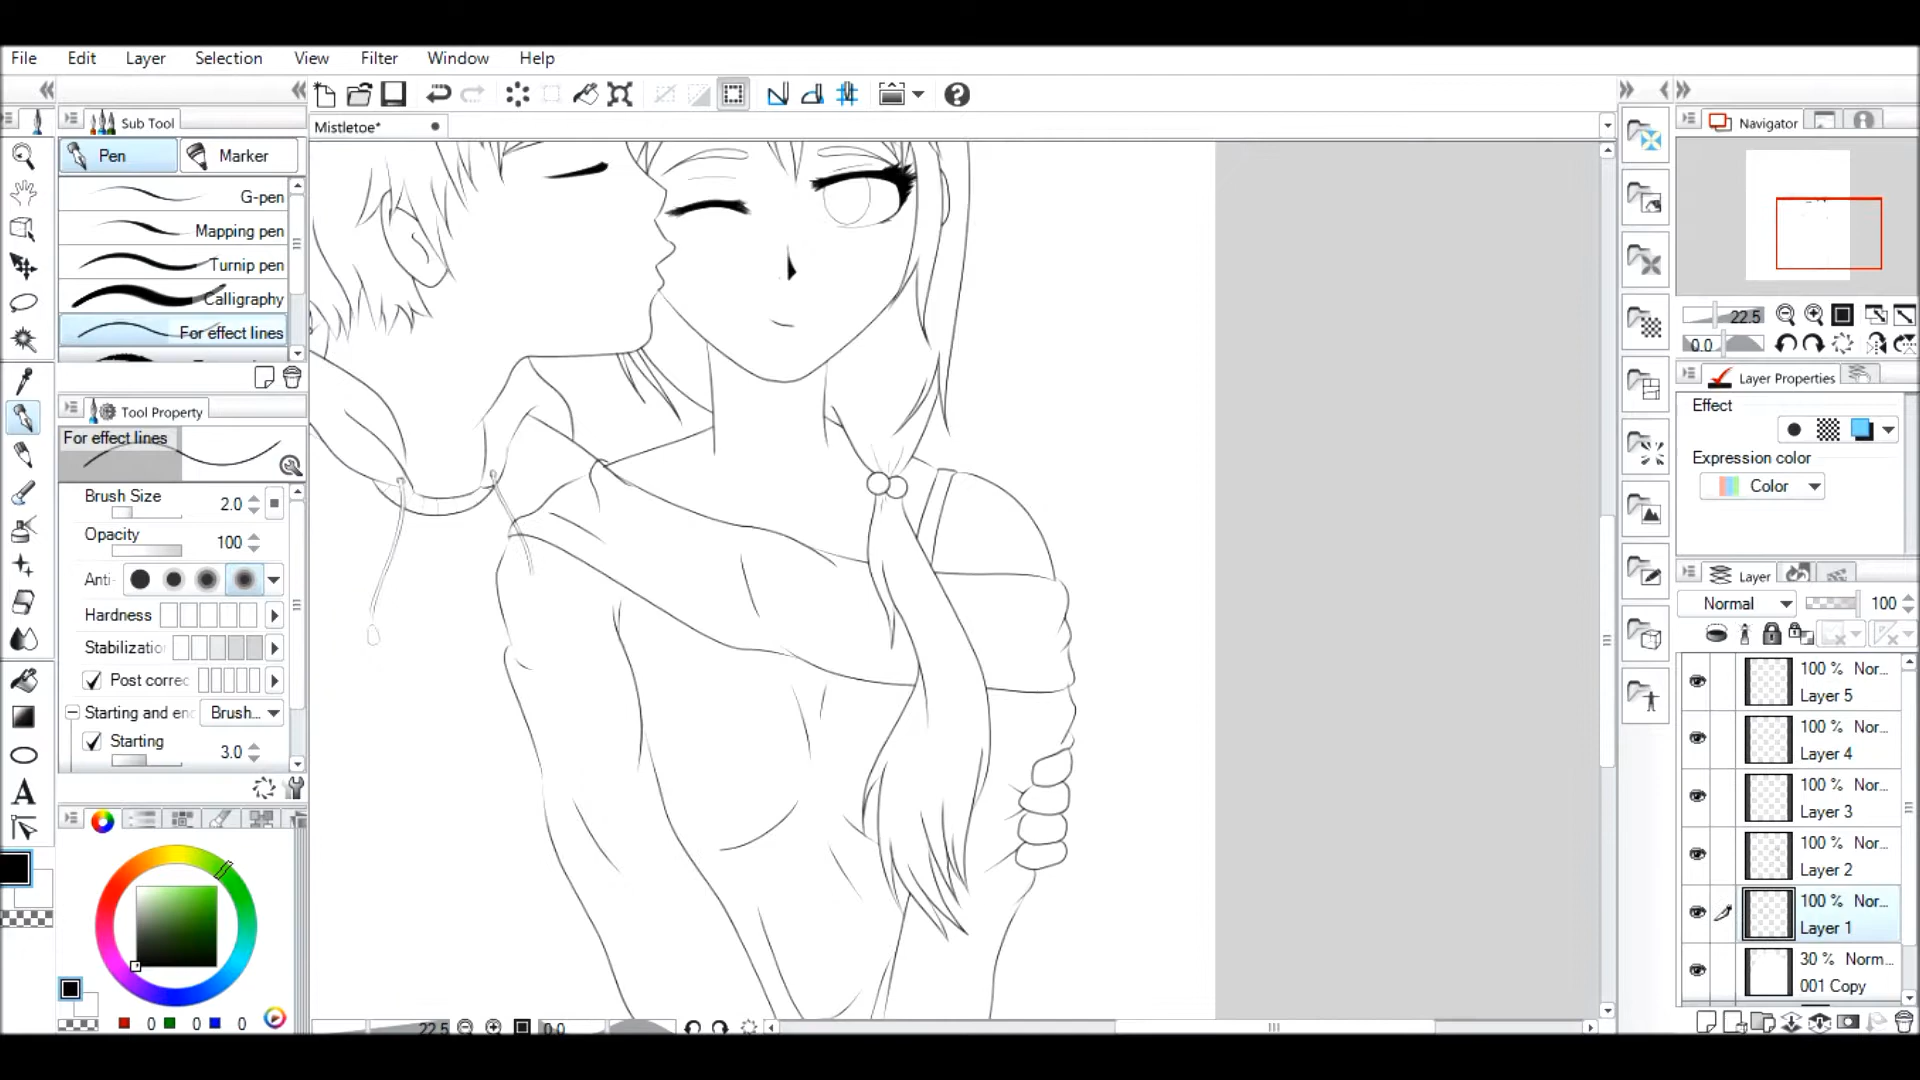 File Edit Layer Selection View Filter Window Help
Sub Tool
Mistletoe*
Navigator
Pen Marker
G-pen
Mapping pen
Turnip pen
Calligraphy
For effect lines
22.5
0.0
Layer Properties
Effect
Expression color
Color
Tool Property
For effect lines
Brush Size 2.0
Opacity 100
Anti-
Hardness
Stabilizatio
Post correc
Starting and en Brush...
Starting 3.0
0 0 0
22.5 0.0
Layer
Normal 100
100 % Nor...
Layer 5
100 % Nor...
Layer 4
100 % Nor...
Layer 3
100 % Nor...
Layer 2
100 % Nor...
Layer 1
30 % Norm...
001 Copy